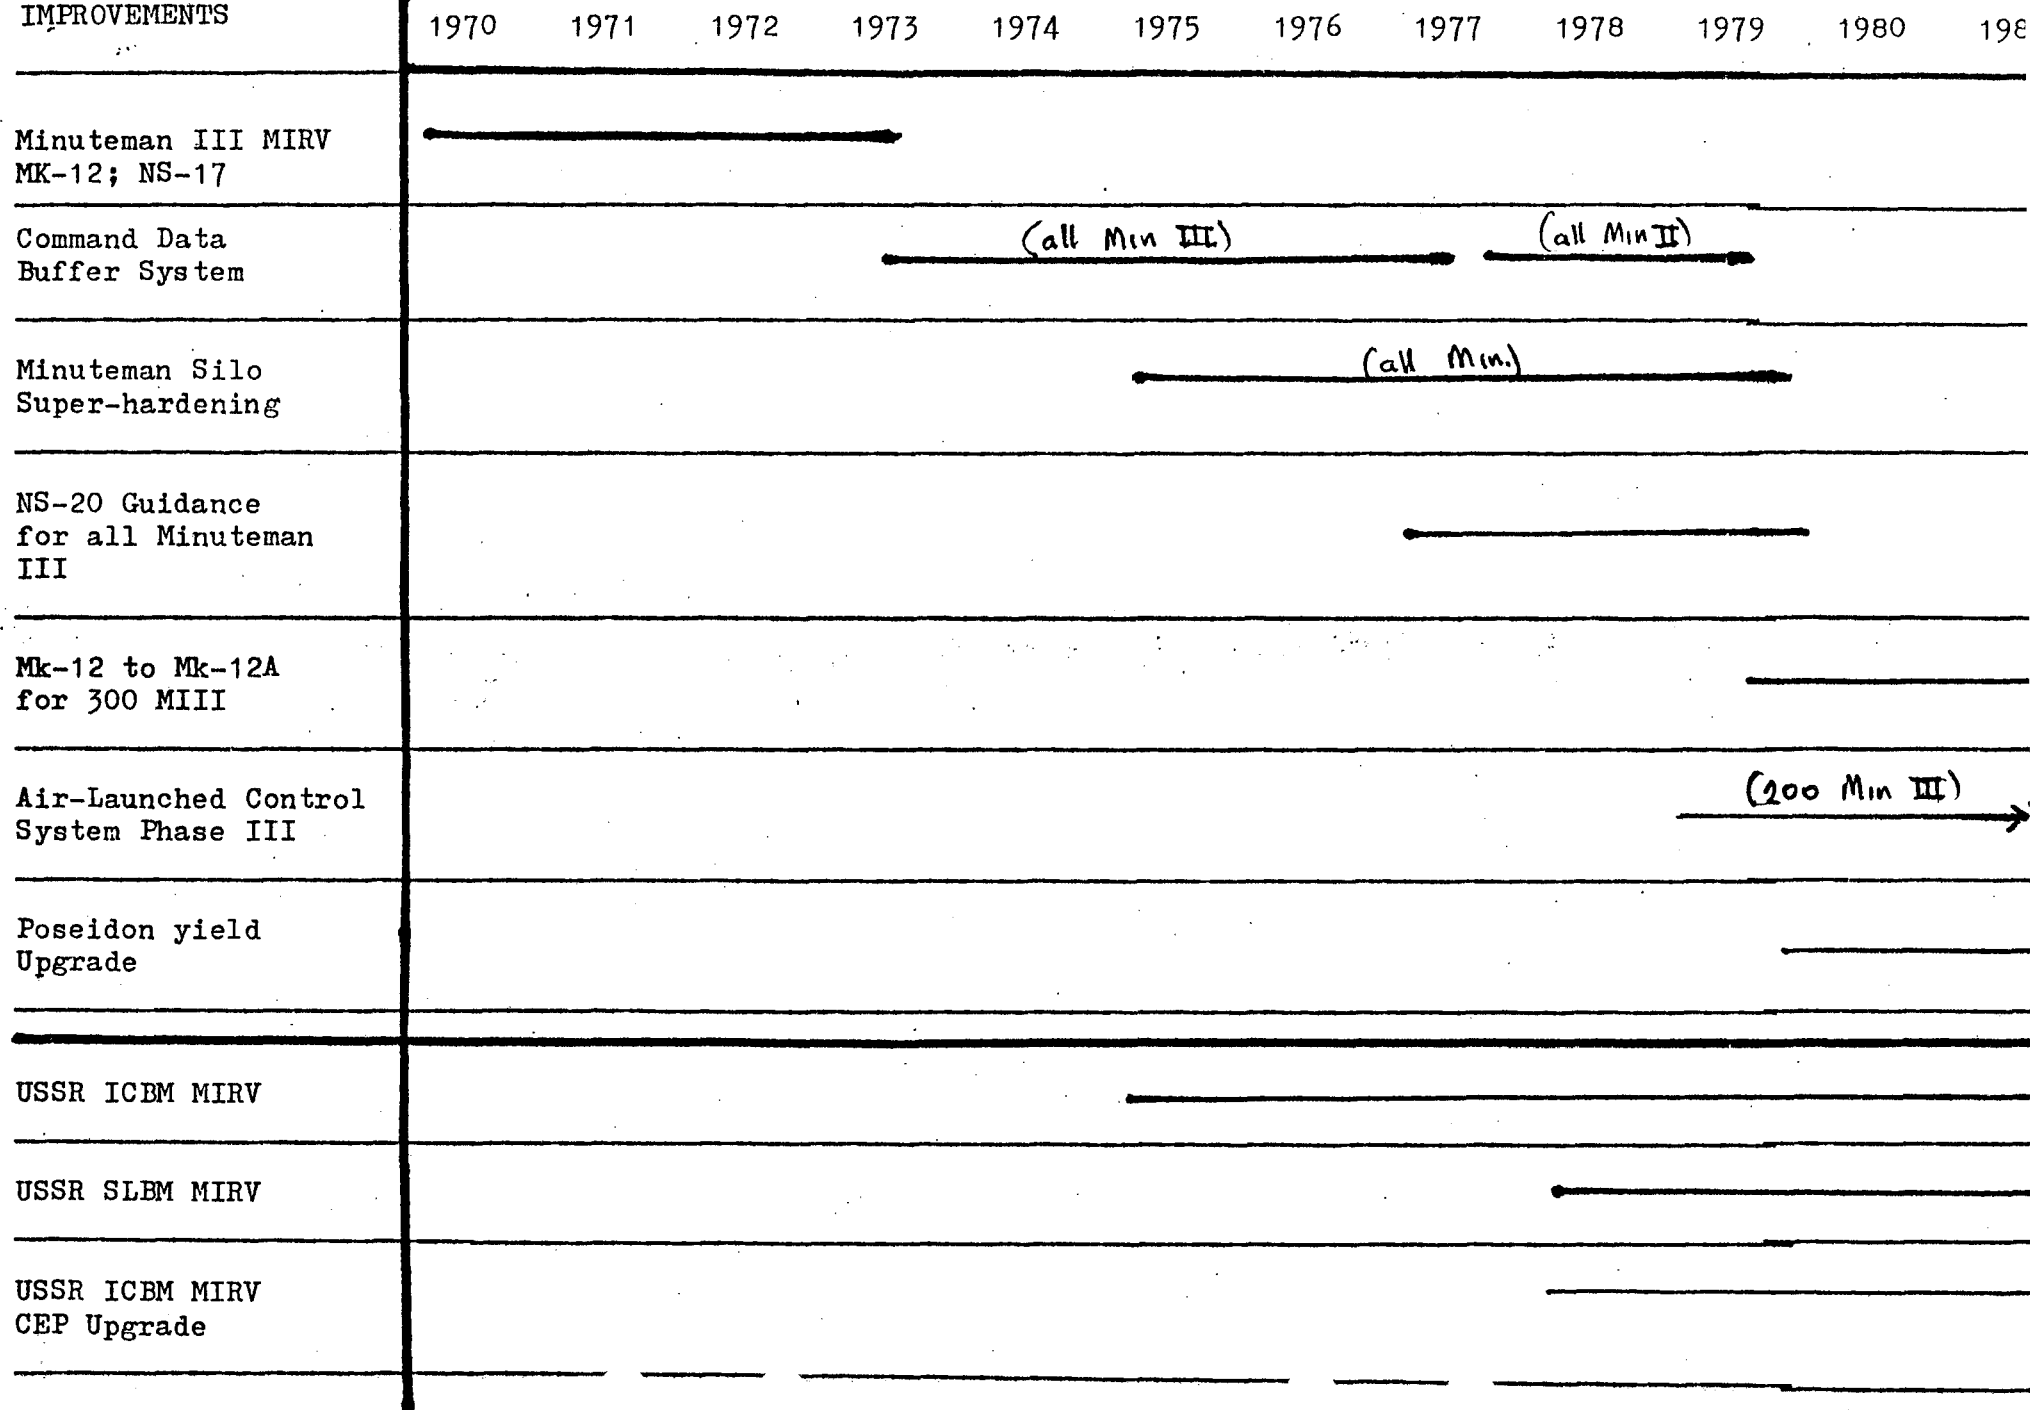 IMPROVEMENTS 1970 1971 1972 1973 1974 1975 1976 1977 1978 1979 1980 198
Minuteman III MIRV
MK-12; NS-17
Command Data (all Min III) (all Min II)
Buffer System
Minuteman Silo (all Min.)
Super-hardening
NS-20 Guidance
for all Minuteman
III
Mk-12 to Mk-12A
for 300 MIII
Air-Launched Control (200 Min III)
System Phase III
Poseidon yield
Upgrade
USSR ICBM MIRV
USSR SLBM MIRV
USSR ICBM MIRV
CEP Upgrade